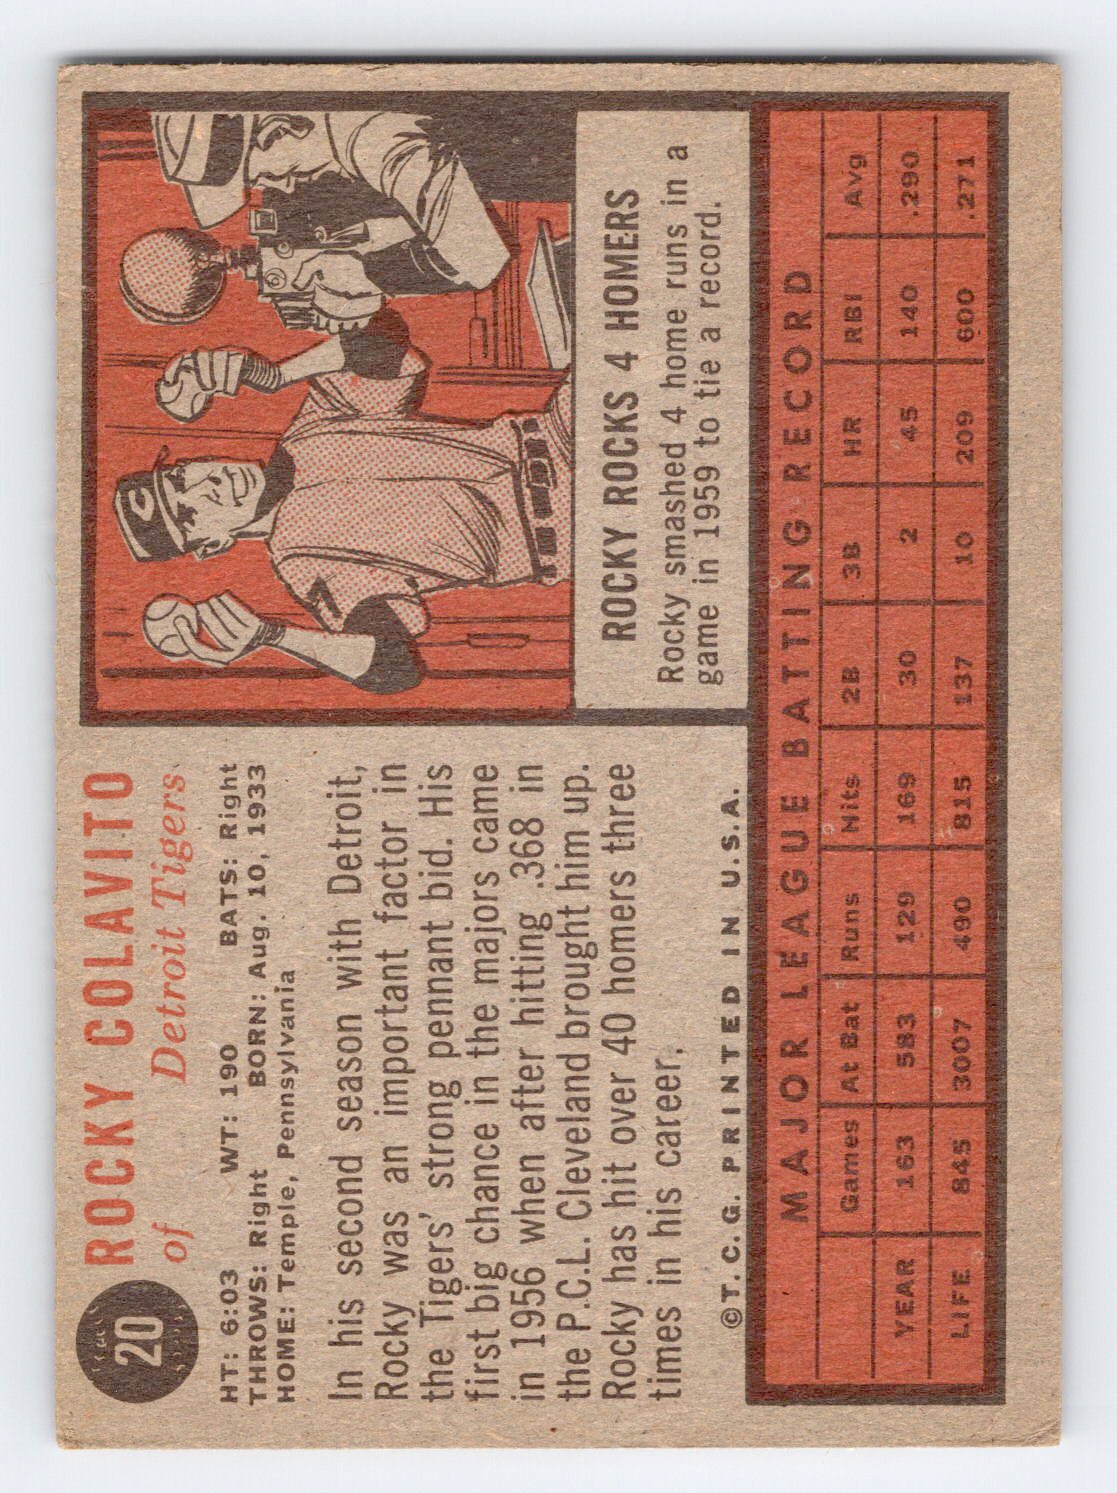 20 ROCKY COLAVITO
of Detroit Tigers
HT: 6:03 WT: 190 BATS: Right
THROWS: Right BORN: Aug. 10, 1933
HOME: Temple, Pennsylvania
In his second season with Detroit,
Rocky was an important factor in
the Tigers' strong pennant bid. His
first big chance in the majors came
in 1956 when after hitting .368 in
the P.C.L. Cleveland brought him up.
Rocky has hit over 40 homers three
times in his career.
©T. C. G. PRINTED IN U.S.A.
C
7
ROCKY ROCKS 4 HOMERS
Rocky smashed 4 home runs in a
game in 1959 to tie a record.
MAJOR LEAGUE BATTING RECORD
Games At Bat Runs Hits 2B 3B HR RBI Avg
YEAR 163 583 129 169 30 2 45 140 .290
LIFE 845 3007 490 815 137 10 209 600 .271